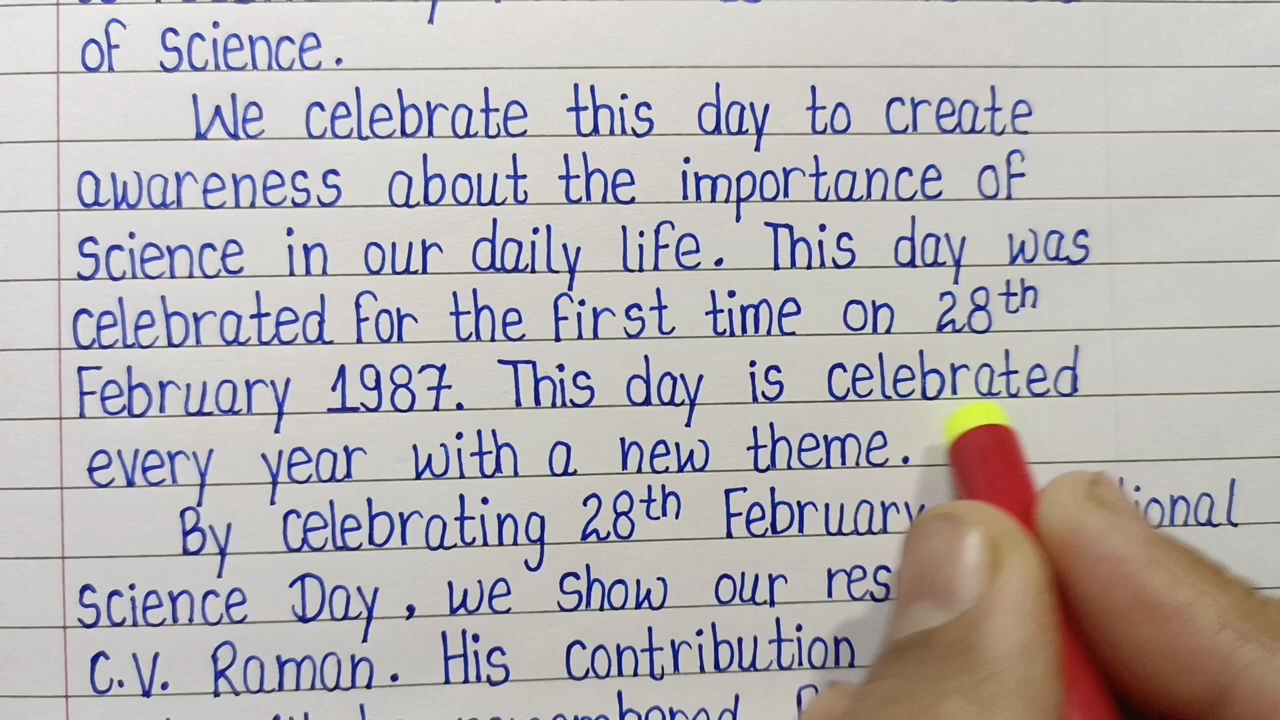 of science.
We celebrate this day to create
awareness about the importance of
science in our daily life. This day was
celebrated for the first time on 28th
February 1987. This day is celebrated
every year with a new theme.
By celebrating 28th February
Science Day, we show our
C.V. Raman. His contribution